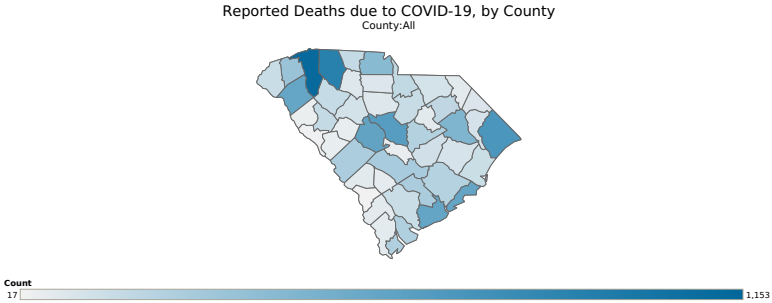 Reported Deaths due to COVID-19, by County
County:All
Count
17
1,153